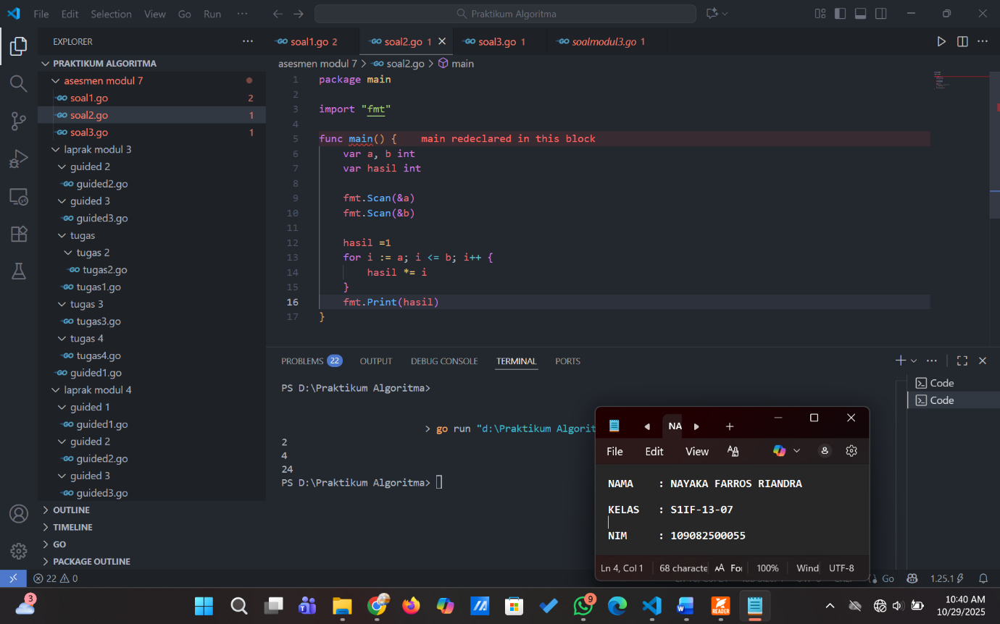 File Edit Selection View Go Run ··· Praktikum Algoritma
EXPLORER ···
PRAKTIKUM ALGORITMA
asesmen modul 7
soal1.go 2
soal2.go 1
soal3.go 1
laprak modul 3
guided 2
guided2.go
guided 3
guided3.go
tugas
tugas 2
tugas2.go
tugas1.go
tugas 3
tugas3.go
tugas 4
tugas4.go
guided1.go
laprak modul 4
guided 1
guided1.go
guided 2
guided2.go
guided 3
guided3.go
OUTLINE
TIMELINE
GO
PACKAGE OUTLINE
soal1.go 2 soal2.go 1 soal3.go 1 soalmodul3.go 1
asesmen modul 7 > soal2.go > main
1 package main
2
3 import "fmt"
4
5 func main() { main redeclared in this block
6 var a, b int
7 var hasil int
8
9 fmt.Scan(&a)
10 fmt.Scan(&b)
11
12 hasil =1
13 for i := a; i <= b; i++ {
14 hasil *= i
15 }
16 fmt.Print(hasil)
17 }
PROBLEMS 22 OUTPUT DEBUG CONSOLE TERMINAL PORTS
PS D:\Praktikum Algoritma>
> go run "d:\Praktikum Algorit
2
4
24
PS D:\Praktikum Algoritma>
Code
Code
NA
File Edit View
NAMA : NAYAKA FARROS RIANDRA
KELAS : S1IF-13-07
NIM : 109082500055
Ln 4, Col 1 68 characte For 100% Wind UTF-8
22 0 Go 1.25.1
3 9 READER 10:40 AM
10/29/2025